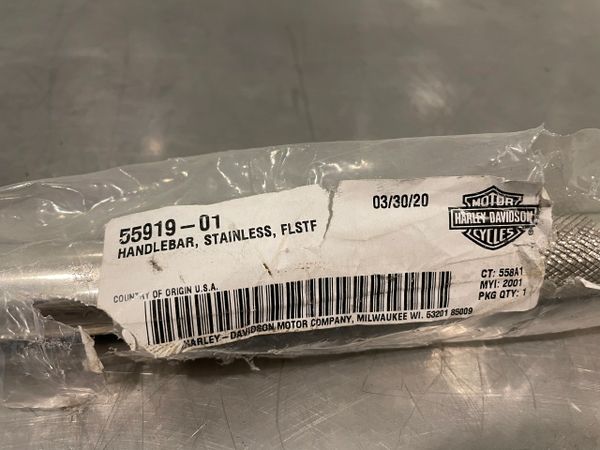 55919-01
HANDLEBAR, STAINLESS, FLSTF
03/30/20
MOTOR
HARLEY-DAVIDSON
CYCLES
®
COUNTRY OF ORIGIN U.S.A.
CT: 558A1
MYI: 2001
PKG QTY: 1
HARLEY-DAVIDSON MOTOR COMPANY, MILWAUKEE WI. 53201 85009